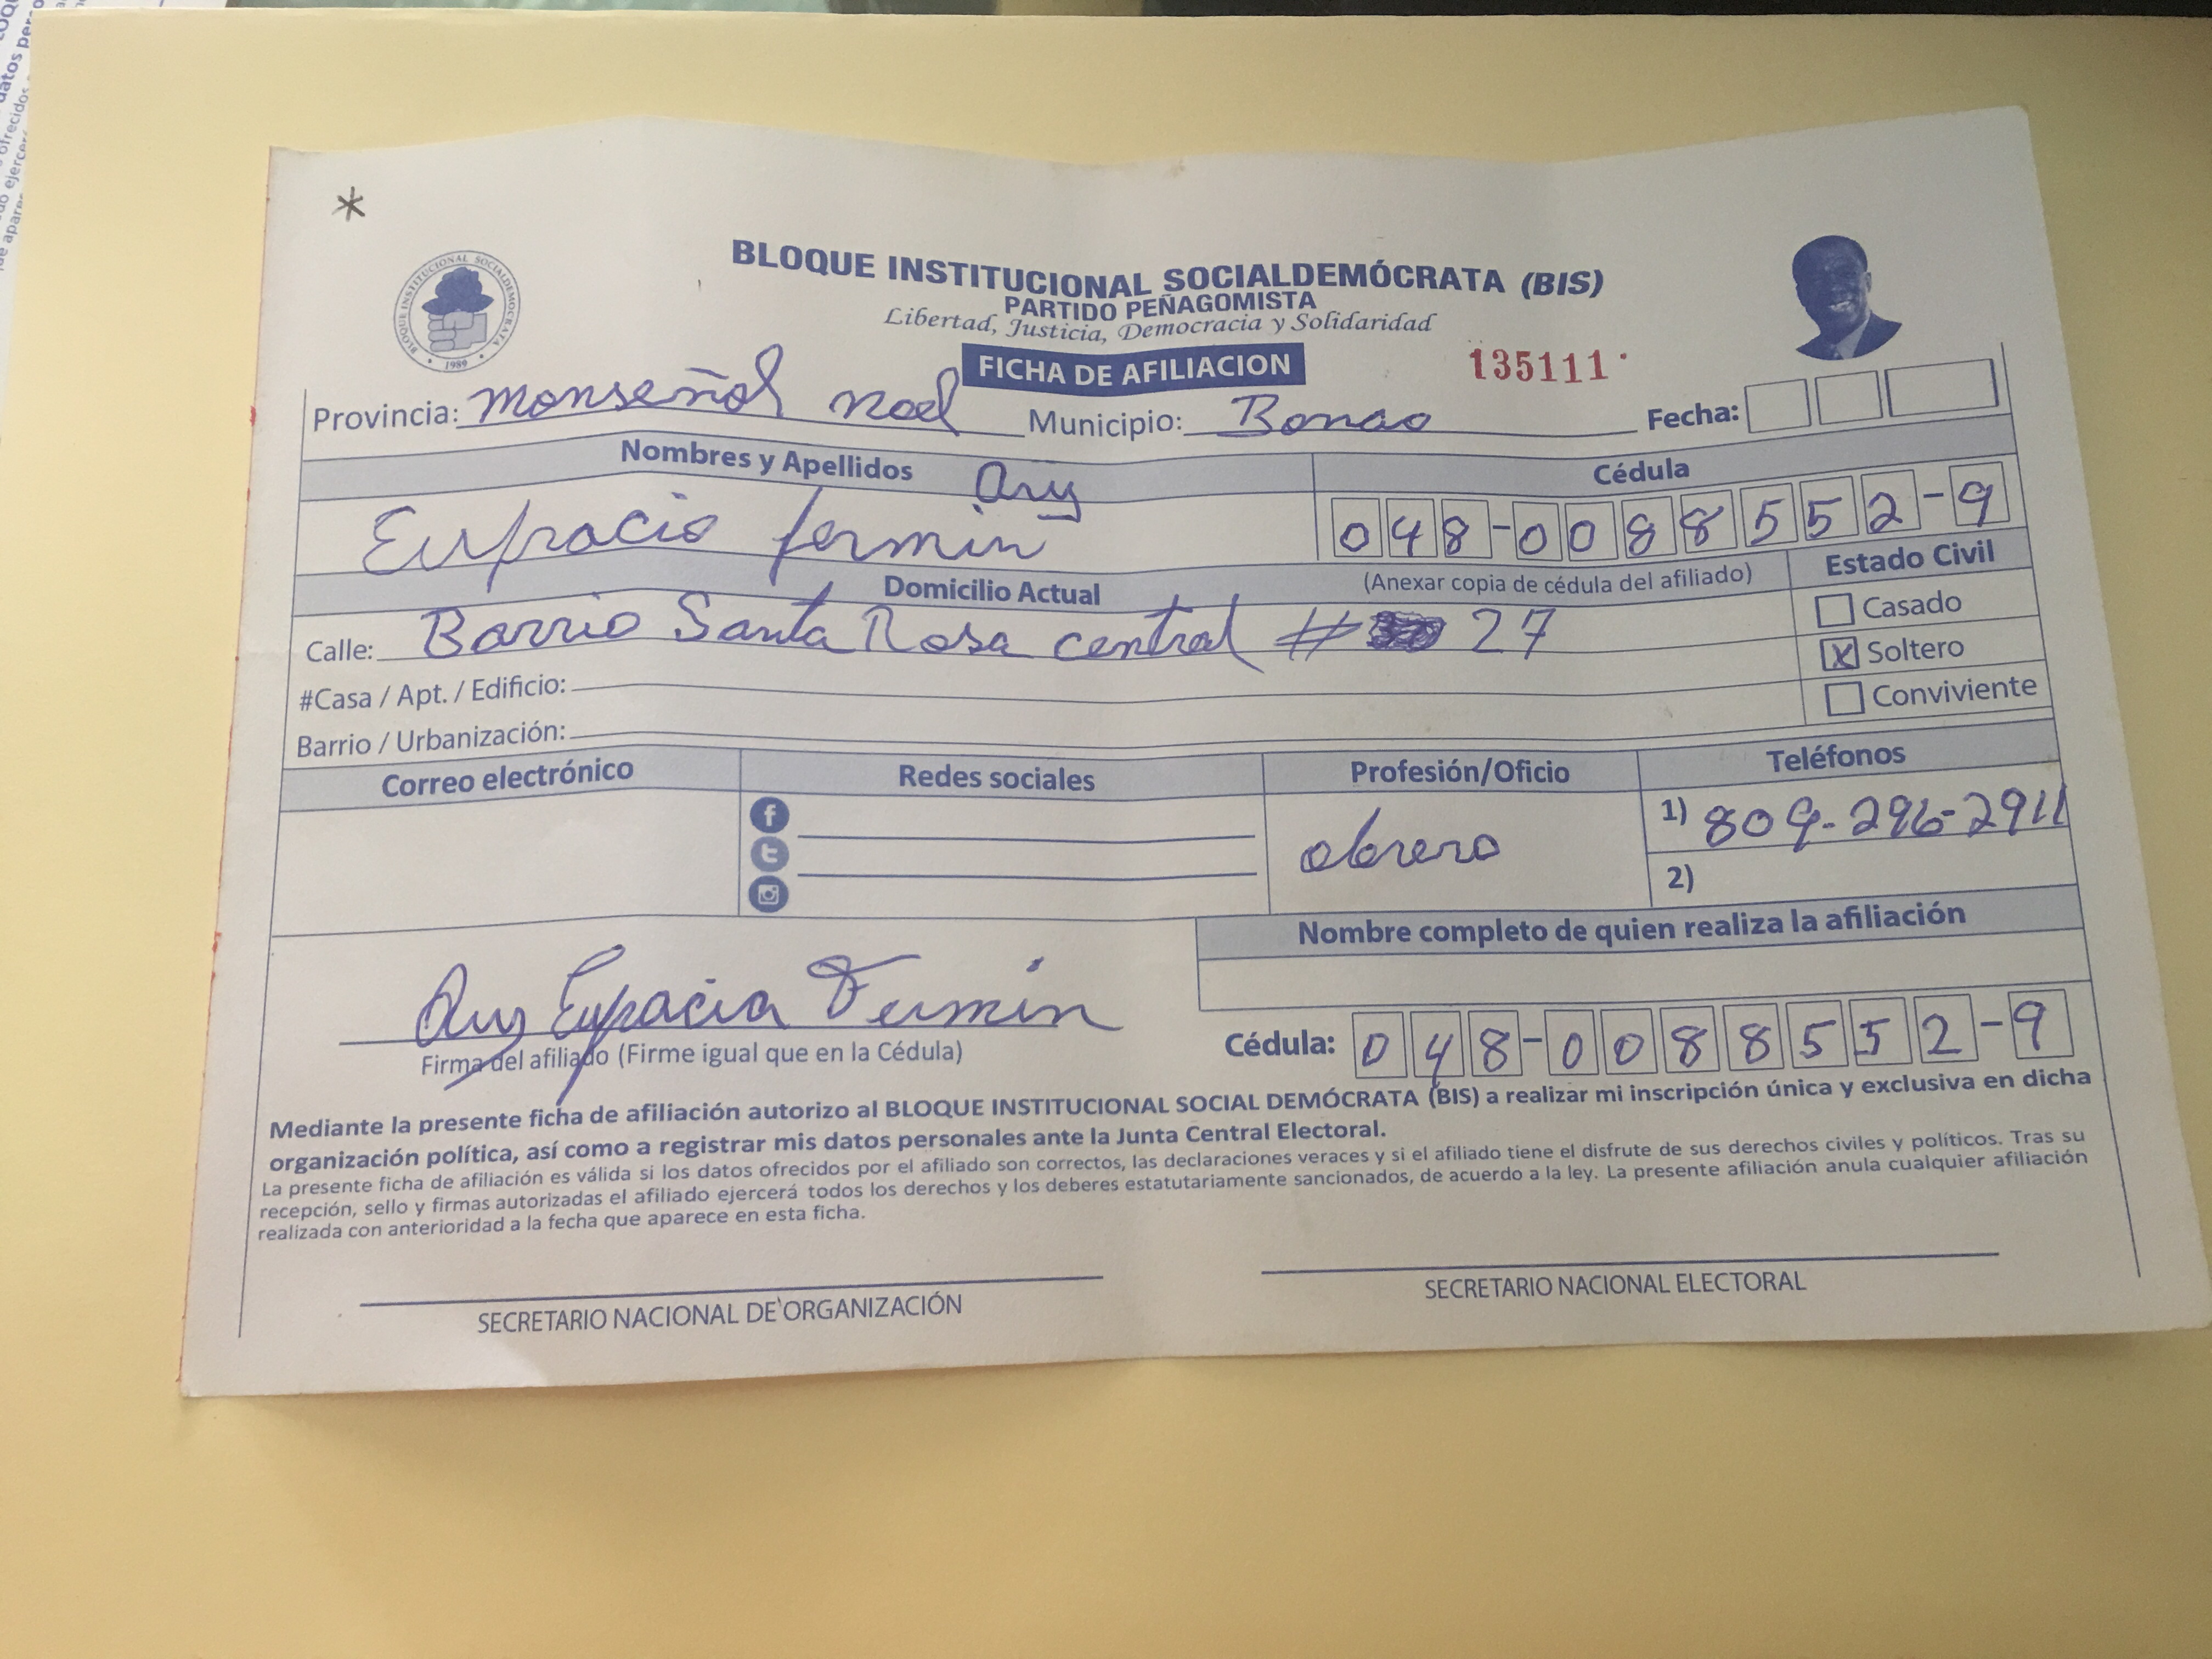 *
BLOQUE INSTITUCIONAL SOCIALDEMOCRATA
1989
BLOQUE INSTITUCIONAL SOCIALDEMÓCRATA (BIS)
PARTIDO PEÑAGOMISTA
Libertad, Justicia, Democracia y Solidaridad
FICHA DE AFILIACION
135111
Provincia: Monseñol Noel Municipio: Bonao Fecha:
Nombres y Apellidos Ary Cédula
Eupracio fermin 048-0088552-9
Domicilio Actual (Anexar copia de cédula del afiliado) Estado Civil
Calle: Barrio Santa Rosa central # 27 Casado
X Soltero
#Casa / Apt. / Edificio: Conviviente
Barrio / Urbanización:
Correo electrónico Redes sociales Profesión/Oficio Teléfonos
obrero 1) 809-296-2911
2)
Nombre completo de quien realiza la afiliación
Ary Eupracia Fermin
Firma del afiliado (Firme igual que en la Cédula) Cédula: 048-0088552-9
Mediante la presente ficha de afiliación autorizo al BLOQUE INSTITUCIONAL SOCIAL DEMÓCRATA (BIS) a realizar mi inscripción única y exclusiva en dicha
organización política, así como a registrar mis datos personales ante la Junta Central Electoral.
La presente ficha de afiliación es válida si los datos ofrecidos por el afiliado son correctos, las declaraciones veraces y si el afiliado tiene el disfrute de sus derechos civiles y políticos. Tras su
recepción, sello y firmas autorizadas el afiliado ejercerá todos los derechos y los deberes estatutariamente sancionados, de acuerdo a la ley. La presente afiliación anula cualquier afiliación
realizada con anterioridad a la fecha que aparece en esta ficha.
SECRETARIO NACIONAL DE ORGANIZACIÓN SECRETARIO NACIONAL ELECTORAL